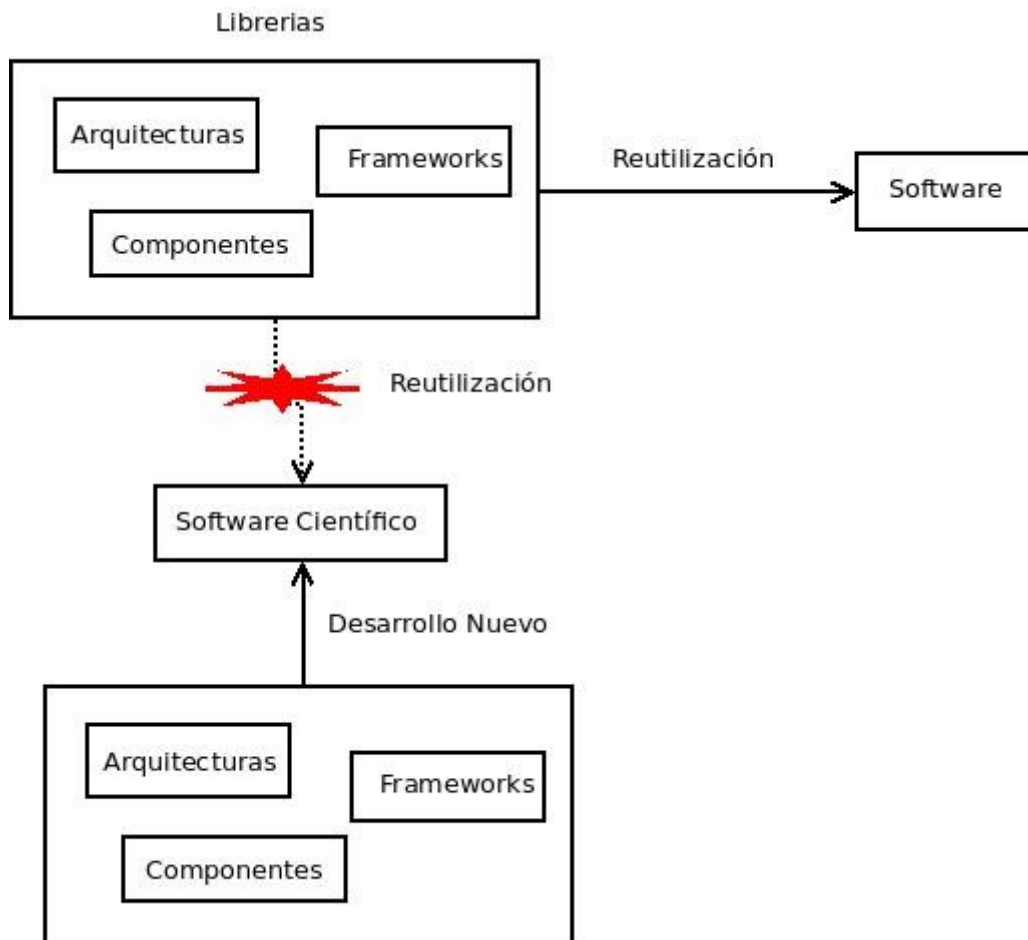 Librerias
Arquitecturas
Frameworks
Componentes
Reutilización
Software
Reutilización
Software Científico
Desarrollo Nuevo
Arquitecturas
Frameworks
Componentes